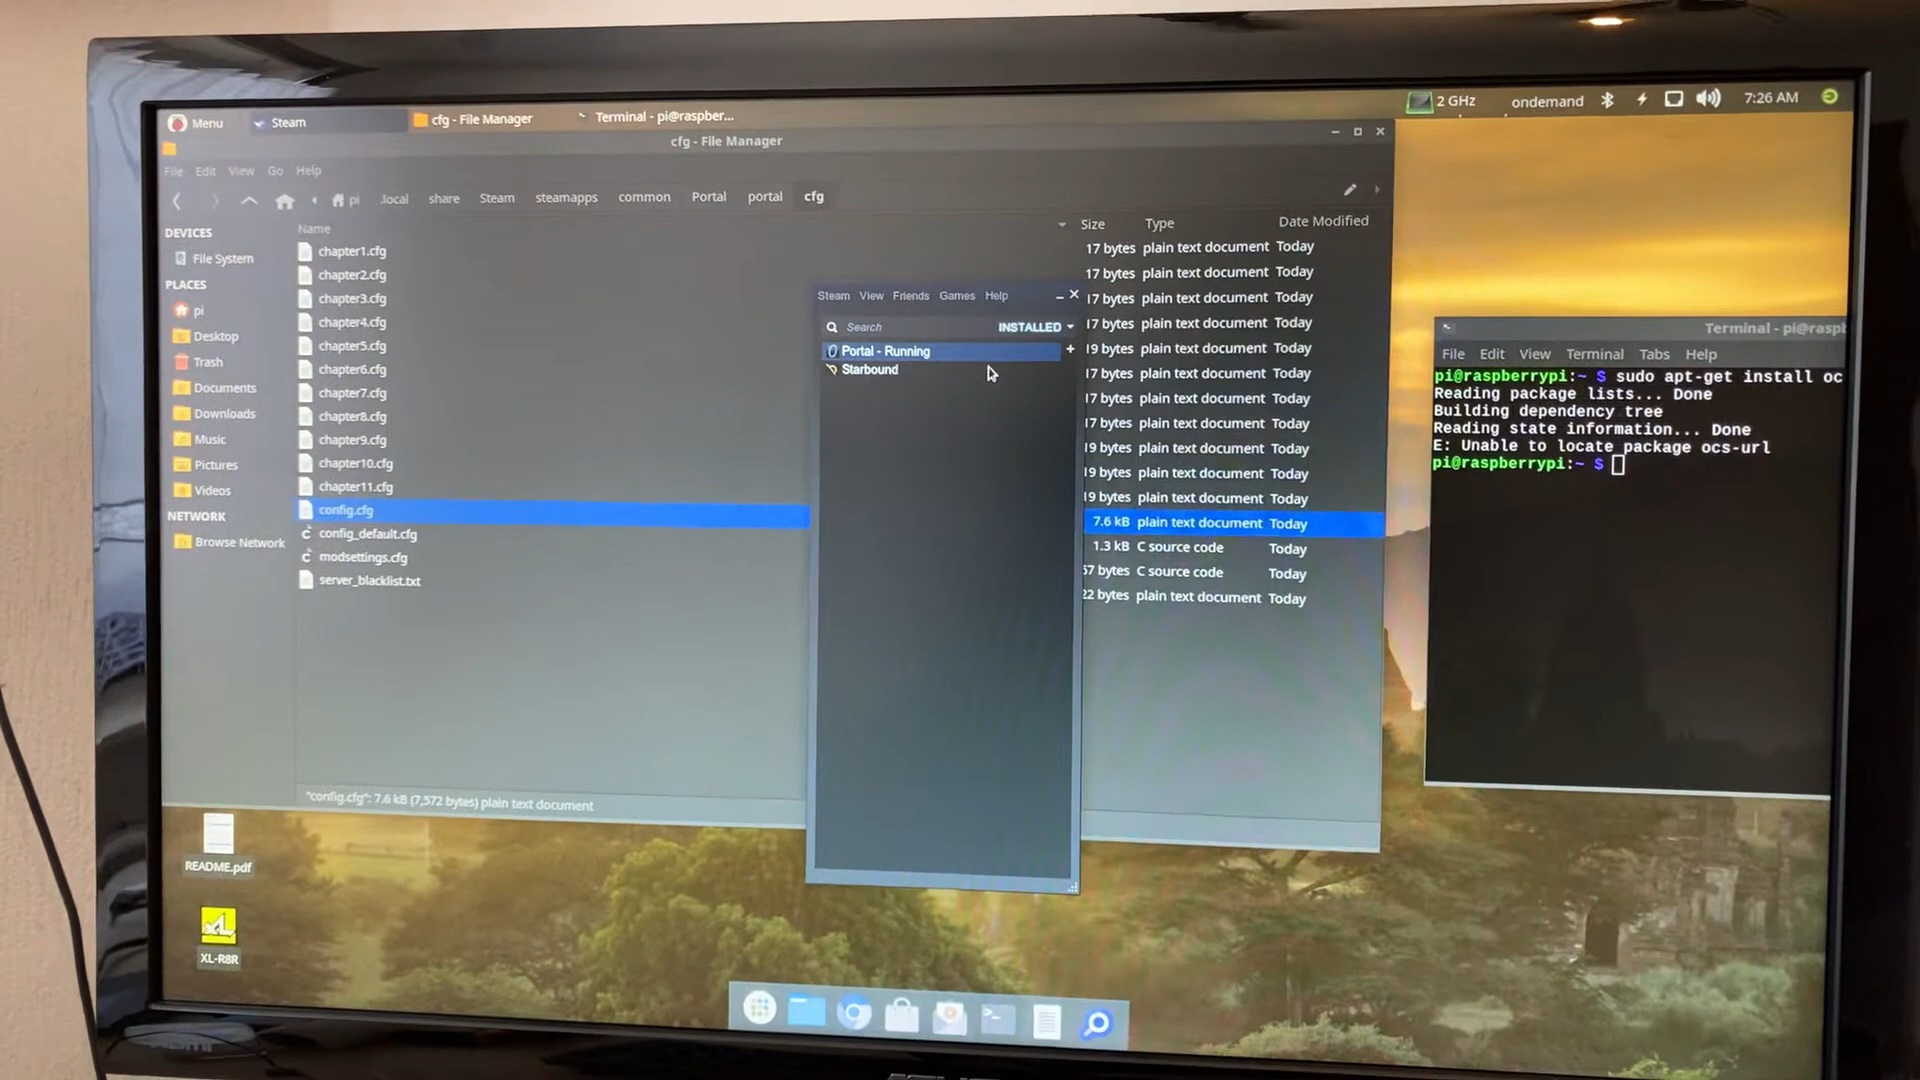 Menu
Steam
cfg - File Manager
Terminal - pi@raspber...
2 GHz
ondemand
7:26 AM
cfg - File Manager
File Edit View Go Help
pi .local share Steam steamapps common Portal portal cfg
DEVICES
File System
PLACES
pi
Desktop
Trash
Documents
Downloads
Music
Pictures
Videos
NETWORK
Browse Network
Name Size Type Date Modified
chapter1.cfg 17 bytes plain text document Today
chapter2.cfg 17 bytes plain text document Today
chapter3.cfg 17 bytes plain text document Today
chapter4.cfg 17 bytes plain text document Today
chapter5.cfg 19 bytes plain text document Today
chapter6.cfg 17 bytes plain text document Today
chapter7.cfg 17 bytes plain text document Today
chapter8.cfg 17 bytes plain text document Today
chapter9.cfg 19 bytes plain text document Today
chapter10.cfg 19 bytes plain text document Today
chapter11.cfg 19 bytes plain text document Today
config.cfg 7.6 kB plain text document Today
config_default.cfg 1.3 kB C source code Today
modsettings.cfg 57 bytes C source code Today
server_blacklist.txt 22 bytes plain text document Today
"config.cfg": 7.6 kB (7,572 bytes) plain text document
Steam View Friends Games Help
Search INSTALLED
Portal - Running +
Starbound
Terminal - pi@raspb
File Edit View Terminal Tabs Help
pi@raspberrypi:~ $ sudo apt-get install oc
Reading package lists... Done
Building dependency tree
Reading state information... Done
E: Unable to locate package ocs-url
pi@raspberrypi:~ $
README.pdf
XL
XL-R8R